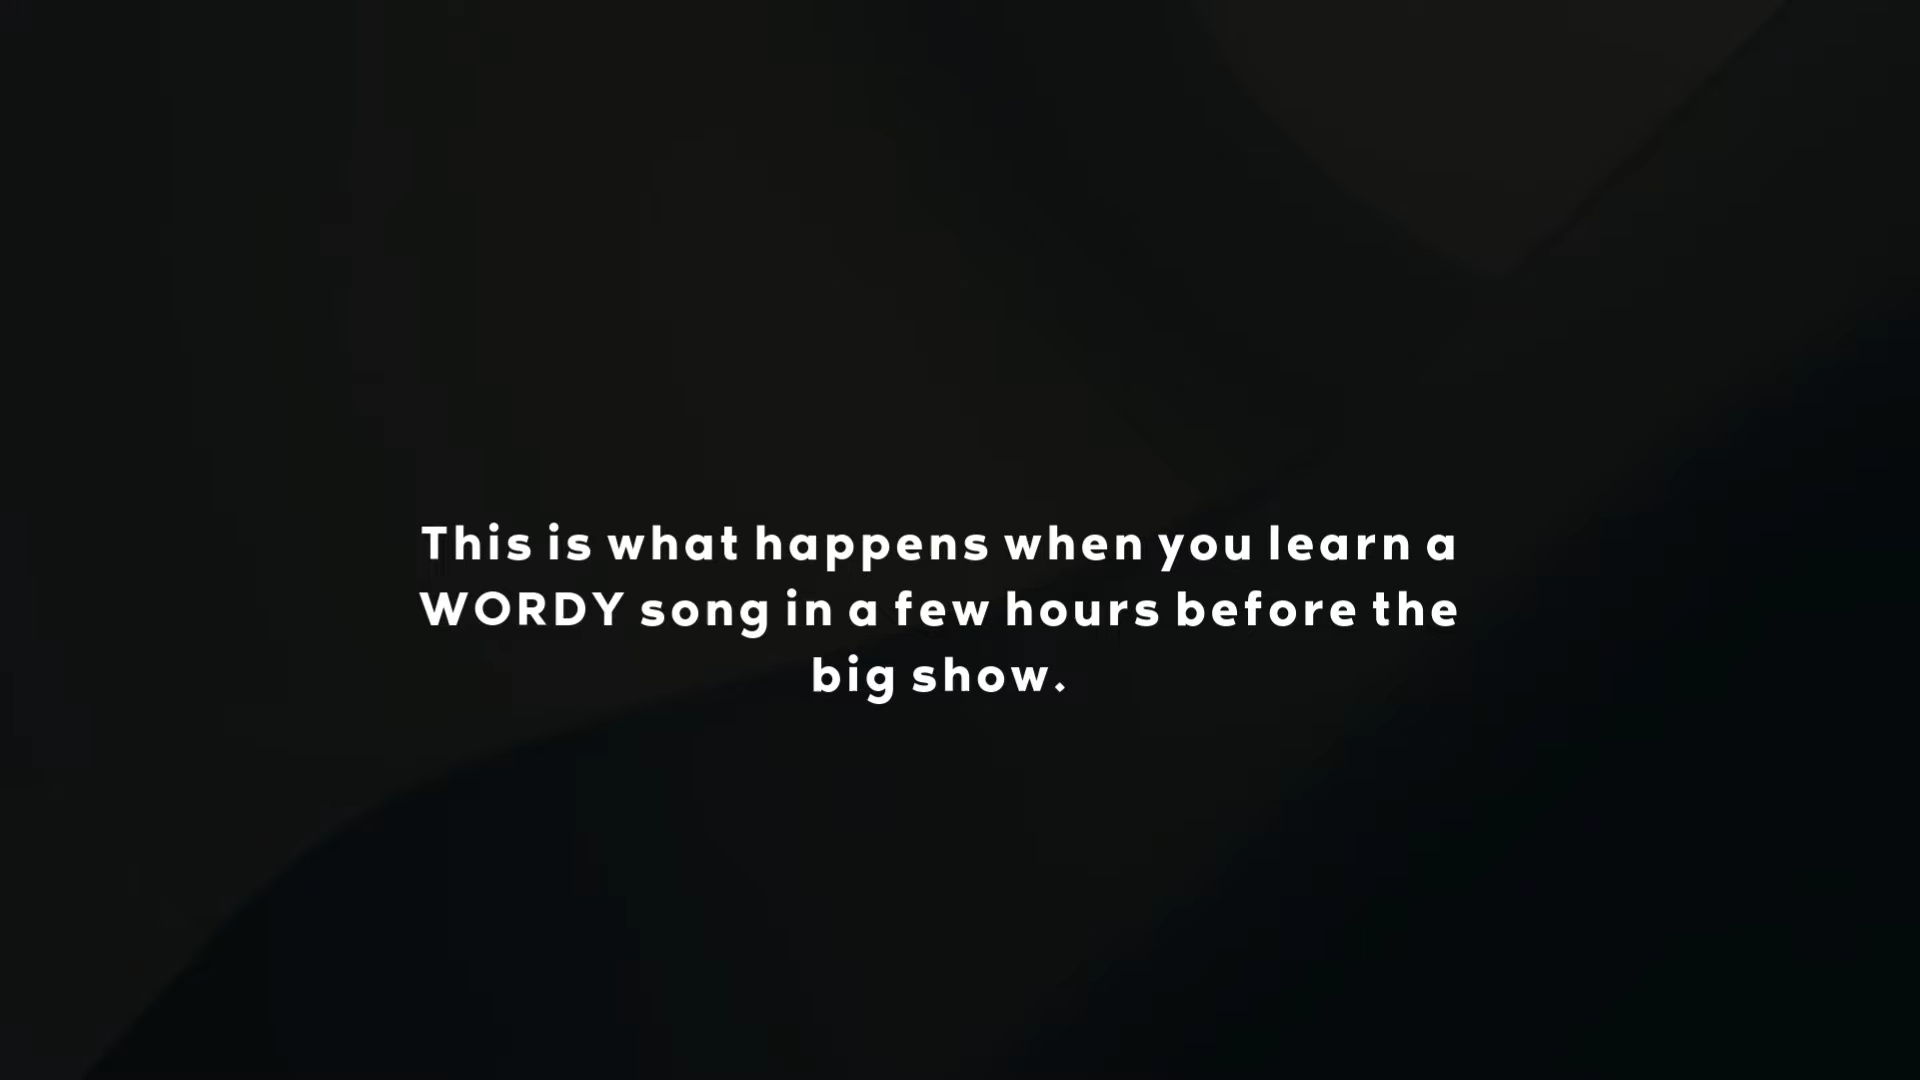 This is what happens when you learn a
WORDY song in a few hours before the
big show.